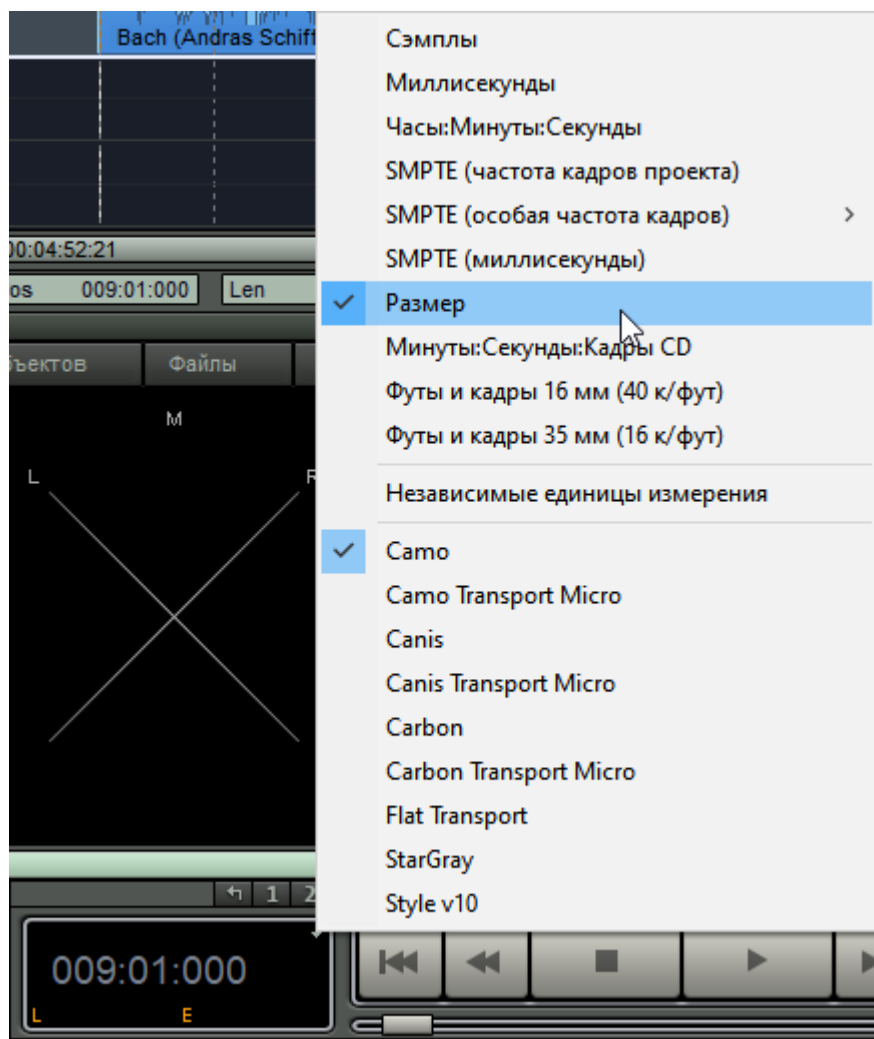 Bach (Andras Schiff
00:04:52:21
os 009:01:000 Len
ъектов Файлы
M
L R
1 2
009:01:000
L E
Сэмплы
Миллисекунды
Часы:Минуты:Секунды
SMPTE (частота кадров проекта)
SMPTE (особая частота кадров)
SMPTE (миллисекунды)
Размер
Минуты:Секунды:Кадры CD
Футы и кадры 16 мм (40 к/фут)
Футы и кадры 35 мм (16 к/фут)
Независимые единицы измерения
Camo
Camo Transport Micro
Canis
Canis Transport Micro
Carbon
Carbon Transport Micro
Flat Transport
StarGray
Style v10